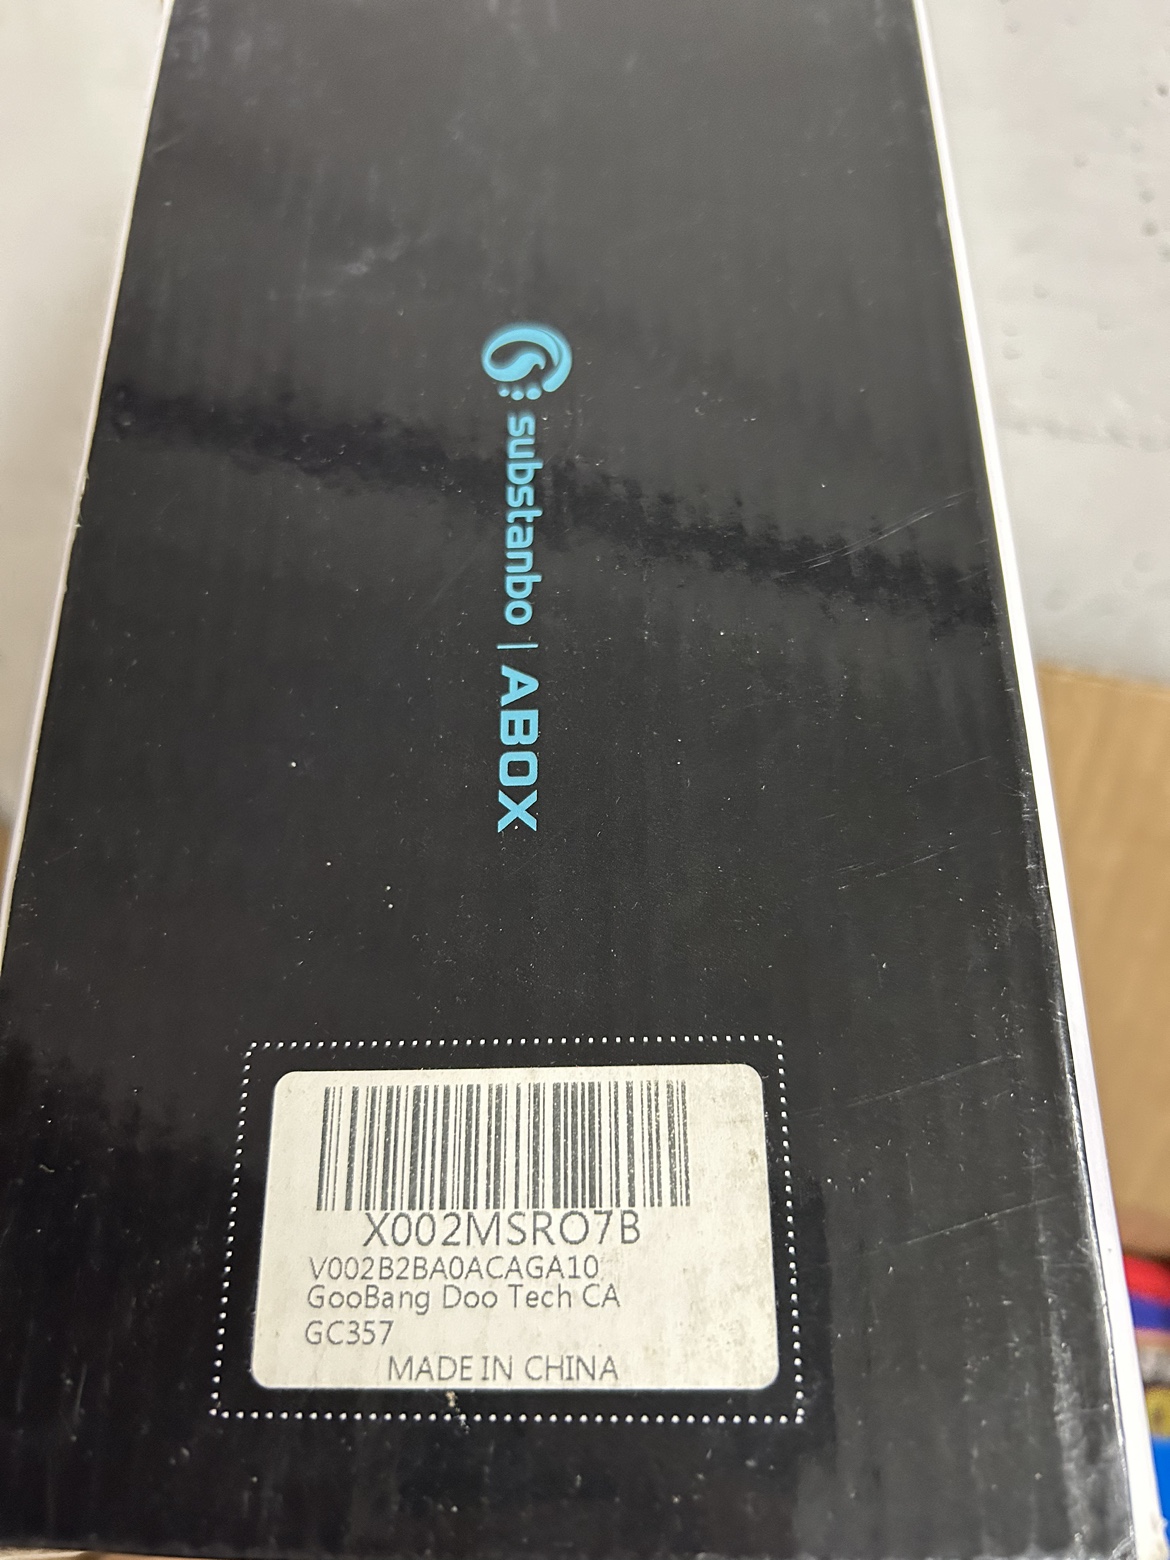 substanbo | ABOX
X002MSRO7B
V002B2BA0ACAGA10
GooBang Doo Tech CA
GC357
MADE IN CHINA